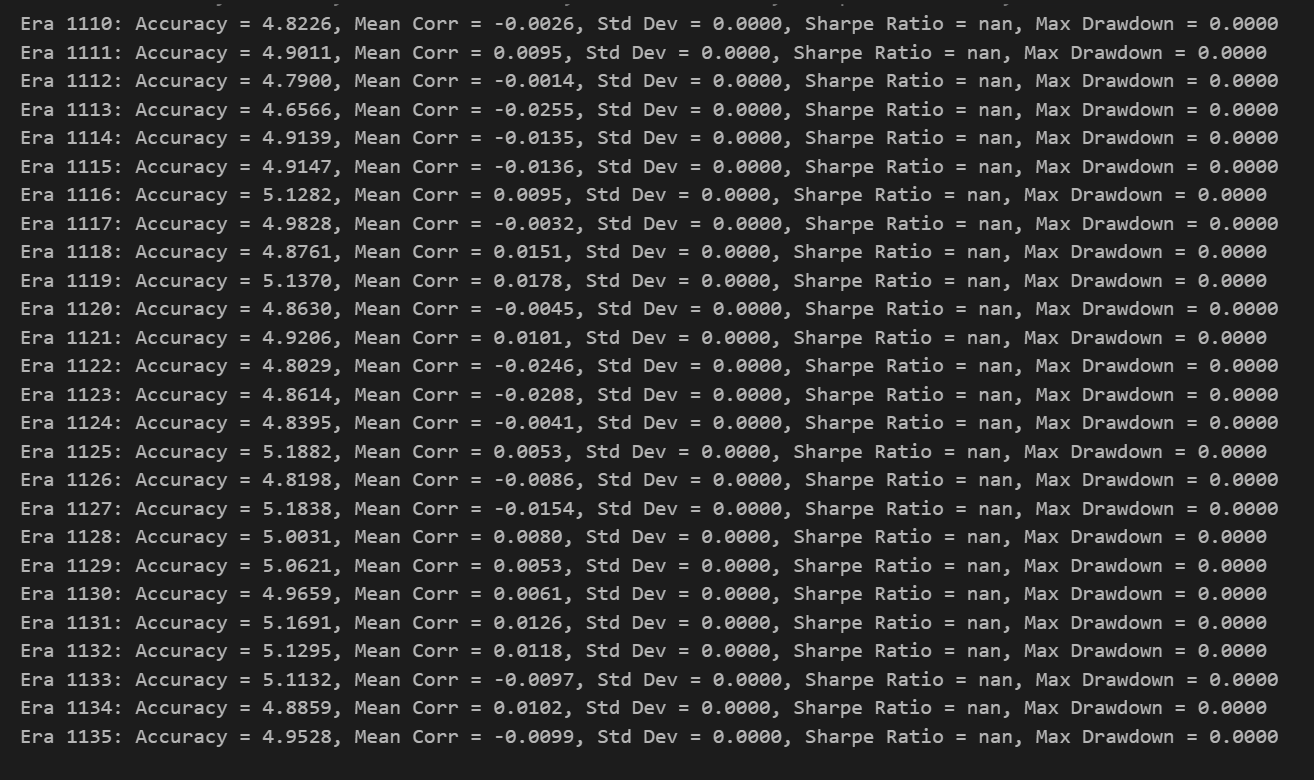 Era 1110: Accuracy = 4.8226, Mean Corr = -0.0026, Std Dev = 0.0000, Sharpe Ratio = nan, Max Drawdown = 0.0000
Era 1111: Accuracy = 4.9011, Mean Corr = 0.0095, Std Dev = 0.0000, Sharpe Ratio = nan, Max Drawdown = 0.0000
Era 1112: Accuracy = 4.7900, Mean Corr = -0.0014, Std Dev = 0.0000, Sharpe Ratio = nan, Max Drawdown = 0.0000
Era 1113: Accuracy = 4.6566, Mean Corr = -0.0255, Std Dev = 0.0000, Sharpe Ratio = nan, Max Drawdown = 0.0000
Era 1114: Accuracy = 4.9139, Mean Corr = -0.0135, Std Dev = 0.0000, Sharpe Ratio = nan, Max Drawdown = 0.0000
Era 1115: Accuracy = 4.9147, Mean Corr = -0.0136, Std Dev = 0.0000, Sharpe Ratio = nan, Max Drawdown = 0.0000
Era 1116: Accuracy = 5.1282, Mean Corr = 0.0095, Std Dev = 0.0000, Sharpe Ratio = nan, Max Drawdown = 0.0000
Era 1117: Accuracy = 4.9828, Mean Corr = -0.0032, Std Dev = 0.0000, Sharpe Ratio = nan, Max Drawdown = 0.0000
Era 1118: Accuracy = 4.8761, Mean Corr = 0.0151, Std Dev = 0.0000, Sharpe Ratio = nan, Max Drawdown = 0.0000
Era 1119: Accuracy = 5.1370, Mean Corr = 0.0178, Std Dev = 0.0000, Sharpe Ratio = nan, Max Drawdown = 0.0000
Era 1120: Accuracy = 4.8630, Mean Corr = -0.0045, Std Dev = 0.0000, Sharpe Ratio = nan, Max Drawdown = 0.0000
Era 1121: Accuracy = 4.9206, Mean Corr = 0.0101, Std Dev = 0.0000, Sharpe Ratio = nan, Max Drawdown = 0.0000
Era 1122: Accuracy = 4.8029, Mean Corr = -0.0246, Std Dev = 0.0000, Sharpe Ratio = nan, Max Drawdown = 0.0000
Era 1123: Accuracy = 4.8614, Mean Corr = -0.0208, Std Dev = 0.0000, Sharpe Ratio = nan, Max Drawdown = 0.0000
Era 1124: Accuracy = 4.8395, Mean Corr = -0.0041, Std Dev = 0.0000, Sharpe Ratio = nan, Max Drawdown = 0.0000
Era 1125: Accuracy = 5.1882, Mean Corr = 0.0053, Std Dev = 0.0000, Sharpe Ratio = nan, Max Drawdown = 0.0000
Era 1126: Accuracy = 4.8198, Mean Corr = -0.0086, Std Dev = 0.0000, Sharpe Ratio = nan, Max Drawdown = 0.0000
Era 1127: Accuracy = 5.1838, Mean Corr = -0.0154, Std Dev = 0.0000, Sharpe Ratio = nan, Max Drawdown = 0.0000
Era 1128: Accuracy = 5.0031, Mean Corr = 0.0080, Std Dev = 0.0000, Sharpe Ratio = nan, Max Drawdown = 0.0000
Era 1129: Accuracy = 5.0621, Mean Corr = 0.0053, Std Dev = 0.0000, Sharpe Ratio = nan, Max Drawdown = 0.0000
Era 1130: Accuracy = 4.9659, Mean Corr = 0.0061, Std Dev = 0.0000, Sharpe Ratio = nan, Max Drawdown = 0.0000
Era 1131: Accuracy = 5.1691, Mean Corr = 0.0126, Std Dev = 0.0000, Sharpe Ratio = nan, Max Drawdown = 0.0000
Era 1132: Accuracy = 5.1295, Mean Corr = 0.0118, Std Dev = 0.0000, Sharpe Ratio = nan, Max Drawdown = 0.0000
Era 1133: Accuracy = 5.1132, Mean Corr = -0.0097, Std Dev = 0.0000, Sharpe Ratio = nan, Max Drawdown = 0.0000
Era 1134: Accuracy = 4.8859, Mean Corr = 0.0102, Std Dev = 0.0000, Sharpe Ratio = nan, Max Drawdown = 0.0000
Era 1135: Accuracy = 4.9528, Mean Corr = -0.0099, Std Dev = 0.0000, Sharpe Ratio = nan, Max Drawdown = 0.0000